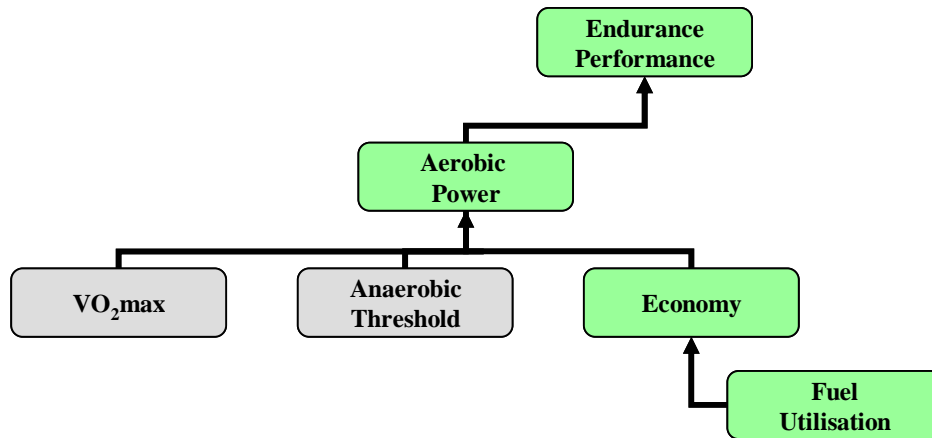 Endurance
Performance
Aerobic
Power
VO₂max
Anaerobic
Threshold
Economy
Fuel
Utilisation